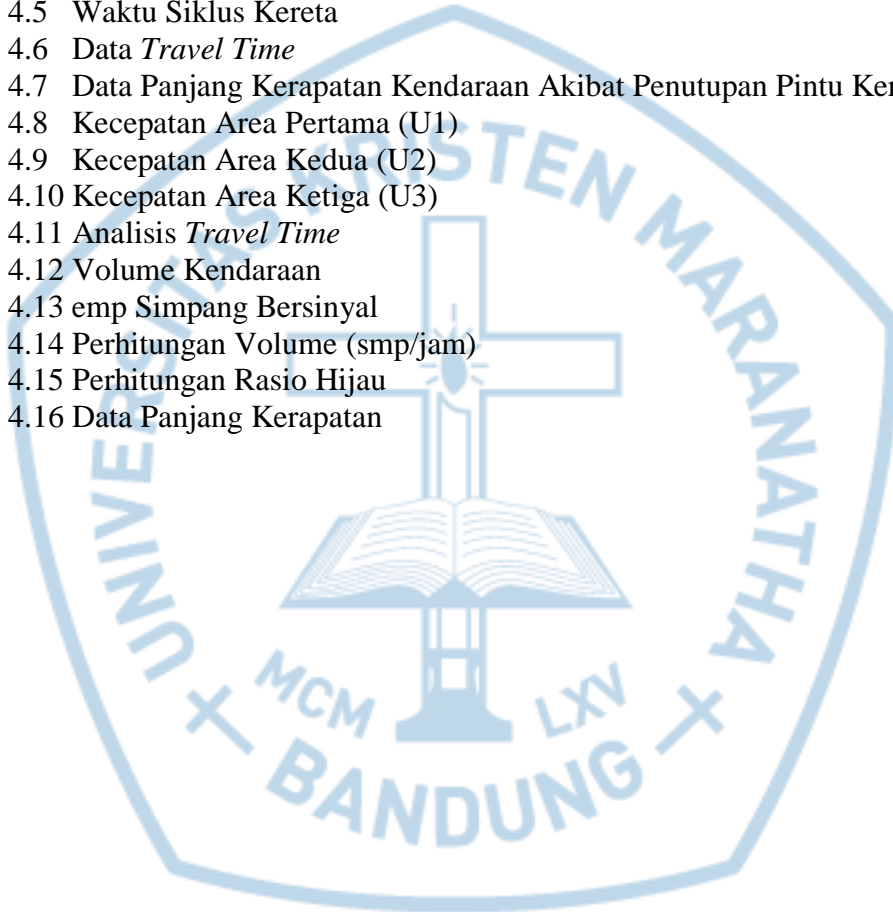 4.5 Waktu Siklus Kereta
4.6 Data Travel Time
4.7 Data Panjang Kerapatan Kendaraan Akibat Penutupan Pintu
4.8 Kecepatan Area Pertama (U1)
4.9 Kecepatan Area Kedua (U2)
4.10 Kecepatan Area Ketiga (U3)
4.11 Analisis Travel Time
4.12 Volume Kendaraan
4.13 emp Simpang Bersinyal
4.14 Perhitungan Volume (smp/jam)
4.15 Perhitungan Rasio Hijau
4.16 Data Panjang Kerapatan
UNIVERSITAS KRISTEN MARANATHA
MCM LXV
BANDUNG